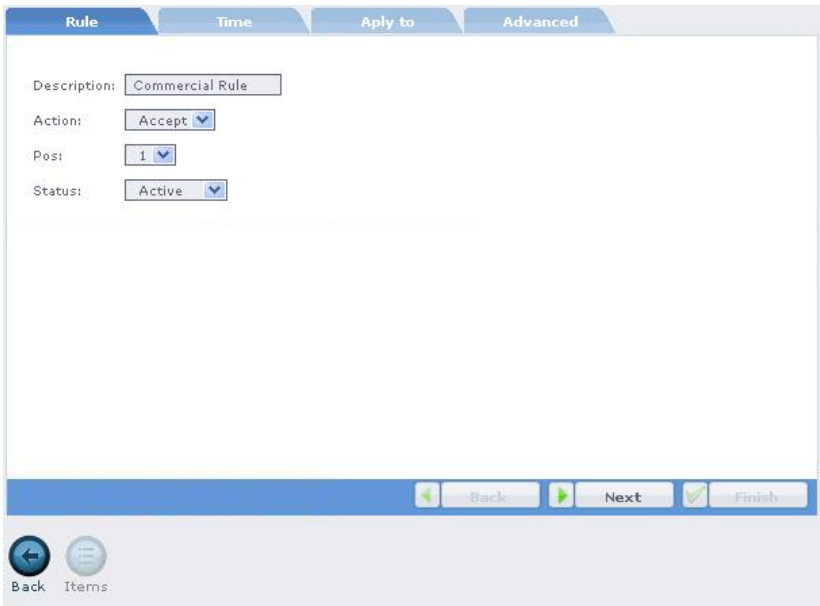 Rule Time Aply to Advanced
Description: Commercial Rule
Action: Accept
Pos: 1
Status: Active
Back Next Finish
Back Items